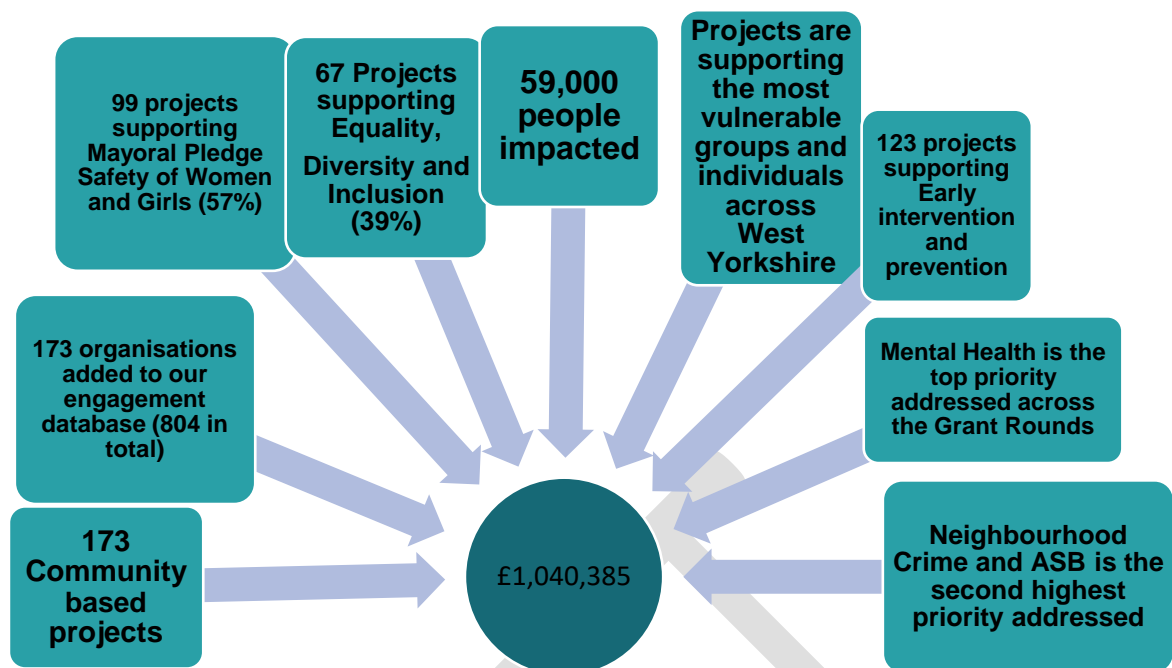 99 projects
supporting
Mayoral Pledge
Safety of Women
and Girls (57%)
67 Projects
supporting
Equality,
Diversity and
Inclusion
(39%)
59,000
people
impacted
Projects are
supporting
the most
vulnerable
groups and
individuals
across
West
Yorkshire
123 projects
supporting
Early
intervention
and
prevention
173 organisations
added to our
engagement
database (804 in
total)
Mental Health is the
top priority
addressed across
the Grant Rounds
173
Community
based
projects
£1,040,385
Neighbourhood
Crime and ASB is the
second highest
priority addressed